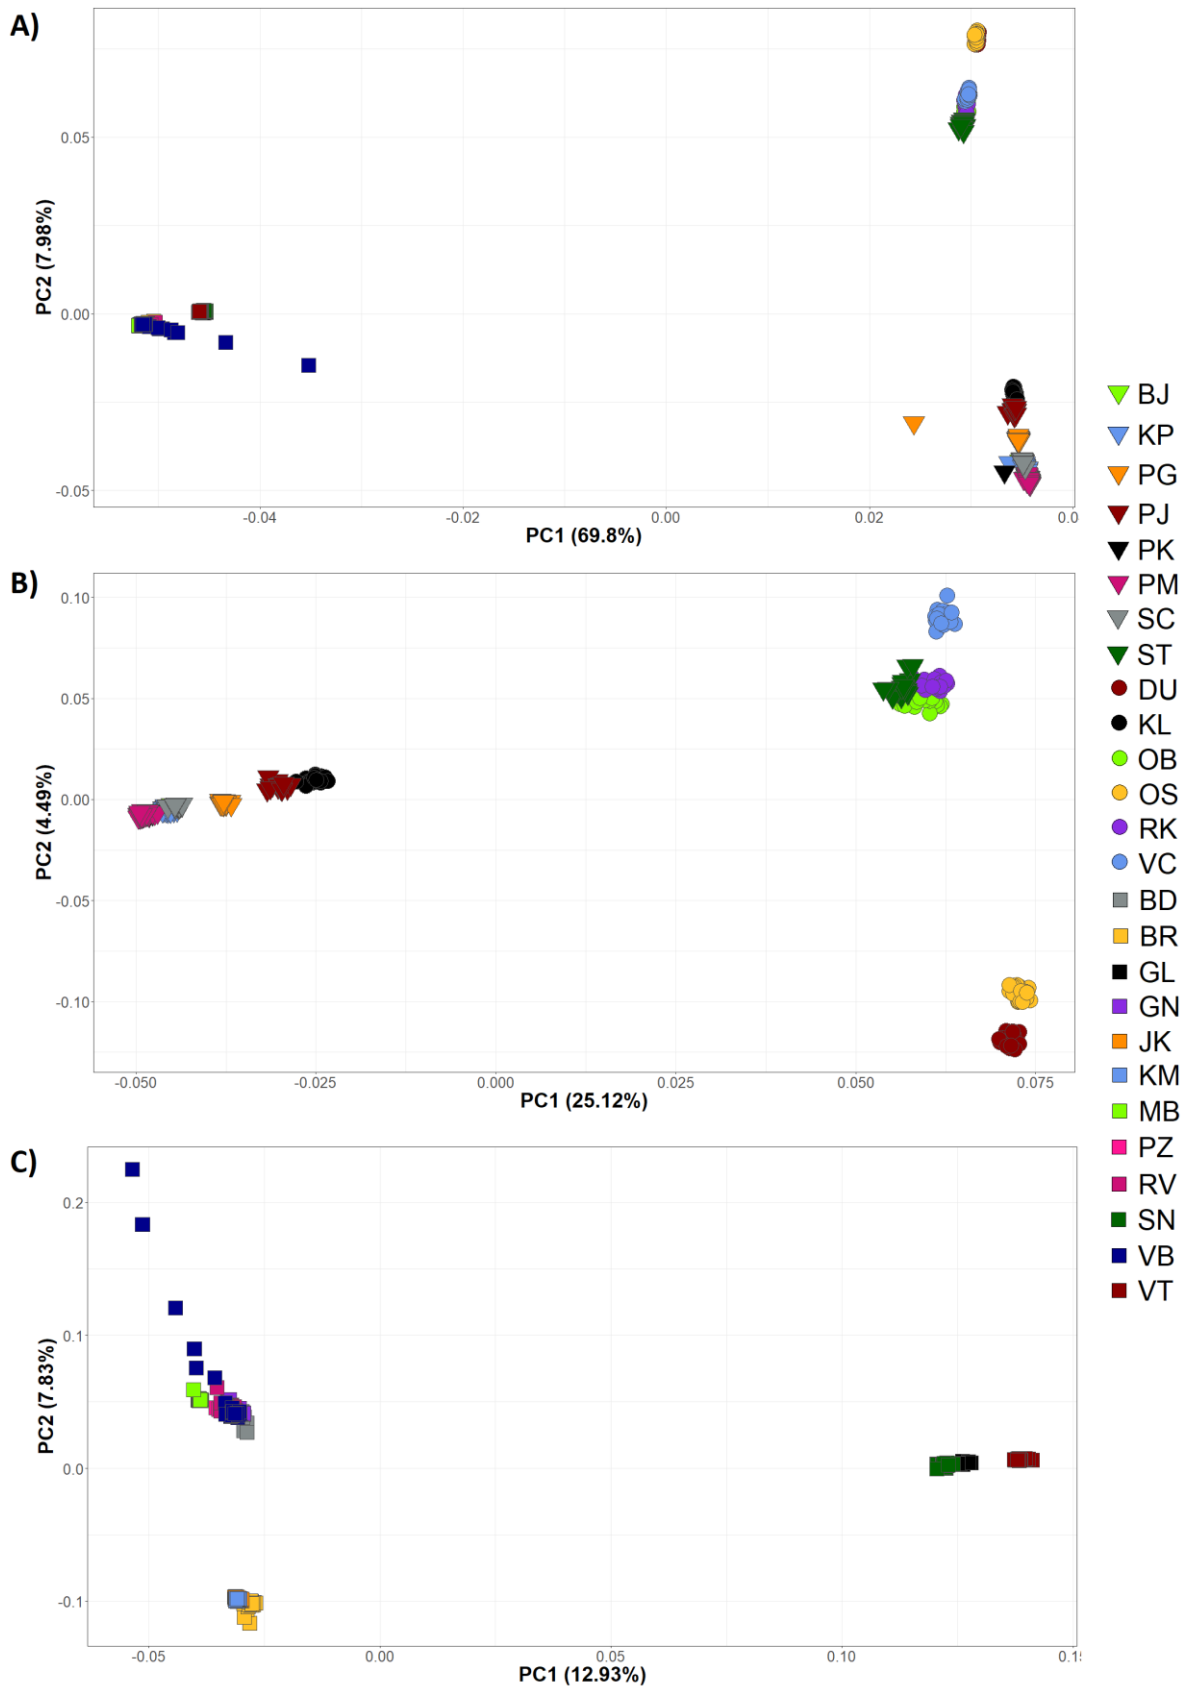 A)
0.05
0.00
-0.05
PC2 (7.98%)
-0.04
-0.02
0.00
0.02
0.0
PC1 (69.8%)
B)
0.10
0.05
0.00
-0.05
-0.10
PC2 (4.49%)
-0.050
-0.025
0.000
0.025
0.050
0.075
PC1 (25.12%)
C)
0.2
0.1
0.0
-0.1
PC2 (7.83%)
-0.05
0.00
0.05
0.10
PC1 (12.93%)
BJ
KP
PG
PJ
PK
PM
SC
ST
DU
KL
OB
OS
RK
VC
BD
BR
GL
GN
JK
KM
MB
PZ
RV
SN
VB
VT